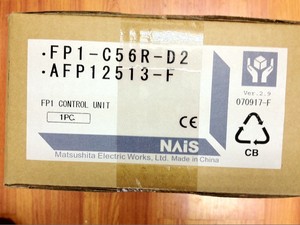 ·FP1-C56R-D2
·AFP12513-F
Ver.2.9
070917-F
FP1 CONTROL UNIT
1PC
CE
NAiS
Matsushita Electric Works, Ltd. Made in China
CB